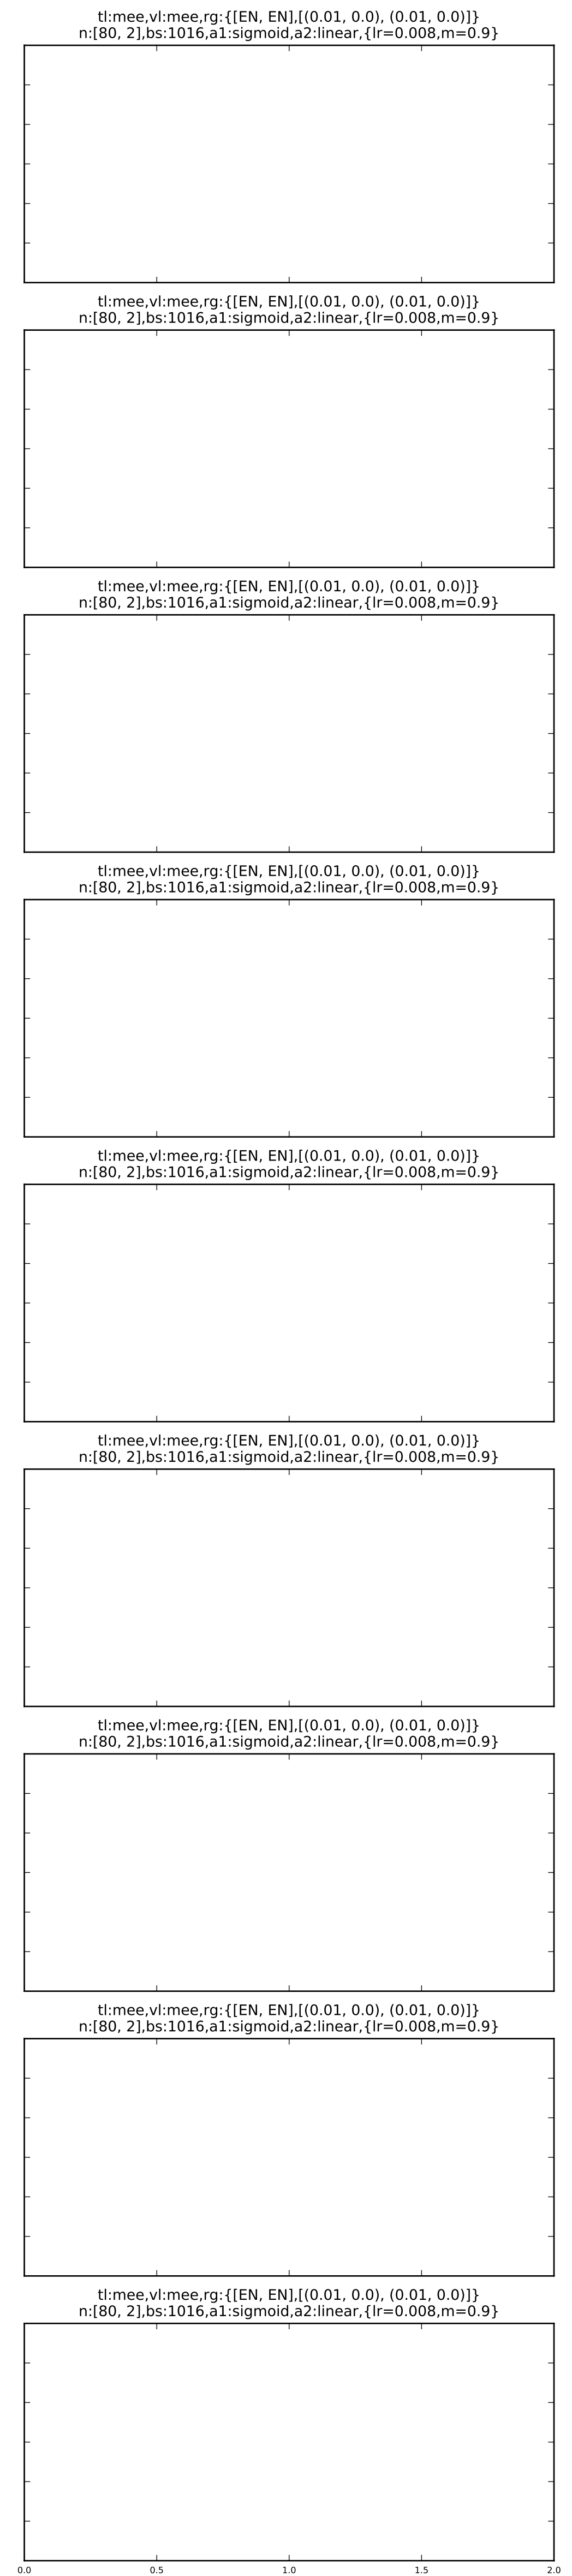 tl:mee,vl:mee,rg:{[EN, EN],[(0.01, 0.0), (0.01, 0.0)]}
n:[80, 2],bs:1016,a1:sigmoid,a2:linear,{lr=0.008,m=0.9}
tl:mee,vl:mee,rg:{[EN, EN],[(0.01, 0.0), (0.01, 0.0)]}
n:[80, 2],bs:1016,a1:sigmoid,a2:linear,{lr=0.008,m=0.9}
tl:mee,vl:mee,rg:{[EN, EN],[(0.01, 0.0), (0.01, 0.0)]}
n:[80, 2],bs:1016,a1:sigmoid,a2:linear,{lr=0.008,m=0.9}
tl:mee,vl:mee,rg:{[EN, EN],[(0.01, 0.0), (0.01, 0.0)]}
n:[80, 2],bs:1016,a1:sigmoid,a2:linear,{lr=0.008,m=0.9}
tl:mee,vl:mee,rg:{[EN, EN],[(0.01, 0.0), (0.01, 0.0)]}
n:[80, 2],bs:1016,a1:sigmoid,a2:linear,{lr=0.008,m=0.9}
tl:mee,vl:mee,rg:{[EN, EN],[(0.01, 0.0), (0.01, 0.0)]}
n:[80, 2],bs:1016,a1:sigmoid,a2:linear,{lr=0.008,m=0.9}
tl:mee,vl:mee,rg:{[EN, EN],[(0.01, 0.0), (0.01, 0.0)]}
n:[80, 2],bs:1016,a1:sigmoid,a2:linear,{lr=0.008,m=0.9}
tl:mee,vl:mee,rg:{[EN, EN],[(0.01, 0.0), (0.01, 0.0)]}
n:[80, 2],bs:1016,a1:sigmoid,a2:linear,{lr=0.008,m=0.9}
tl:mee,vl:mee,rg:{[EN, EN],[(0.01, 0.0), (0.01, 0.0)]}
n:[80, 2],bs:1016,a1:sigmoid,a2:linear,{lr=0.008,m=0.9}
0.0 0.5 1.0 1.5 2.0